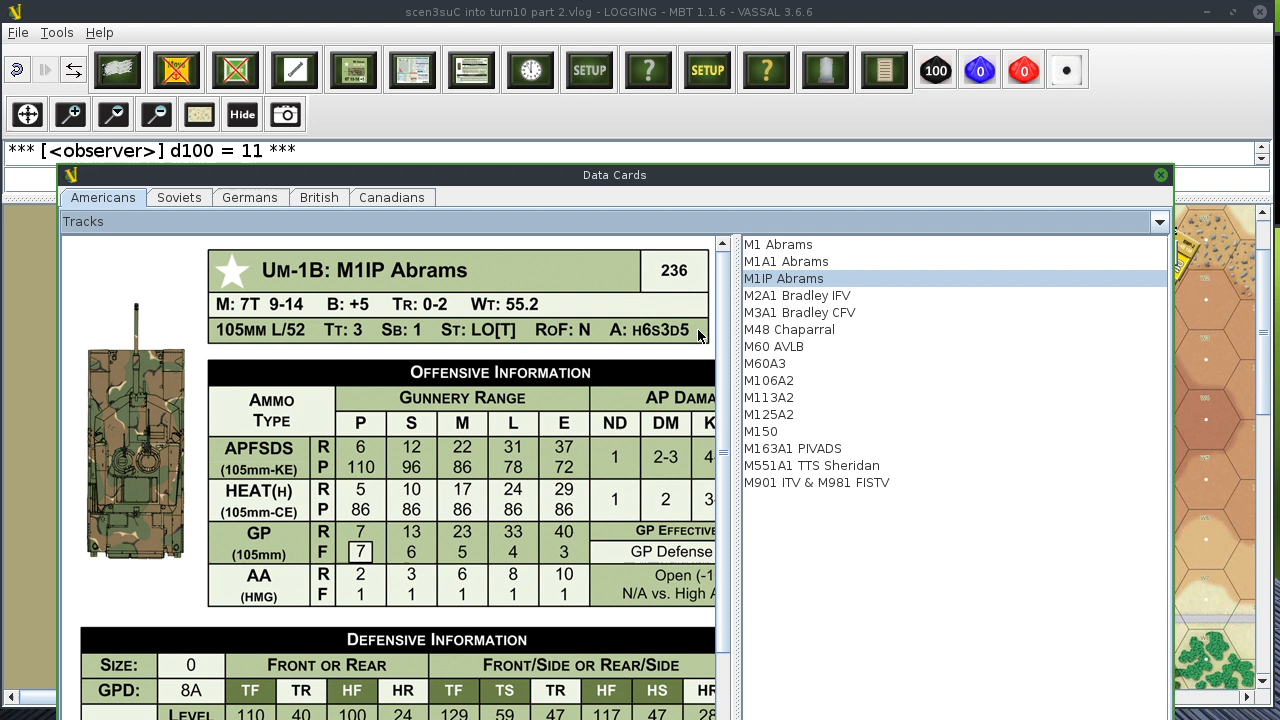 scen3suC into turn10 part 2.vlog - LOGGING - MBT 1.1.6 - VASSAL 3.6.6
File Tools Help
SETUP ? SETUP ? 100 0 0
Hide
*** [<observer>] d100 = 11 ***
Data Cards
Americans Soviets Germans British Canadians
Tracks
UM-1B: M1IP Abrams 236
M: 7T 9-14 B: +5 TR: 0-2 WT: 55.2
105MM L/52 TT: 3 SB: 1 ST: LO[T] ROF: N A: H6S3D5
OFFENSIVE INFORMATION
AMMO TYPE GUNNERY RANGE AP DAMA
P S M L E ND DM K
APFSDS R 6 12 22 31 37 1 2-3 4-
(105mm-KE) P 110 96 86 78 72
HEAT(H) R 5 10 17 24 29 1 2 3-
(105mm-CE) P 86 86 86 86 86
GP R 7 13 23 33 40 GP EFFECTIVE
(105mm) F 7 6 5 4 3 GP Defense
AA R 2 3 6 8 10 Open (-1
(HMG) F 1 1 1 1 1 N/A vs. High A
DEFENSIVE INFORMATION
SIZE: 0 FRONT OR REAR FRONT/SIDE OR REAR/SIDE
GPD: 8A TF TR HF HR TF TS TR HF HS HR
LEVEL 110 40 100 24 129 59 47 117 47 28
M1 Abrams
M1A1 Abrams
M1IP Abrams
M2A1 Bradley IFV
M3A1 Bradley CFV
M48 Chaparral
M60 AVLB
M60A3
M106A2
M113A2
M125A2
M150
M163A1 PIVADS
M551A1 TTS Sheridan
M901 ITV & M981 FISTV